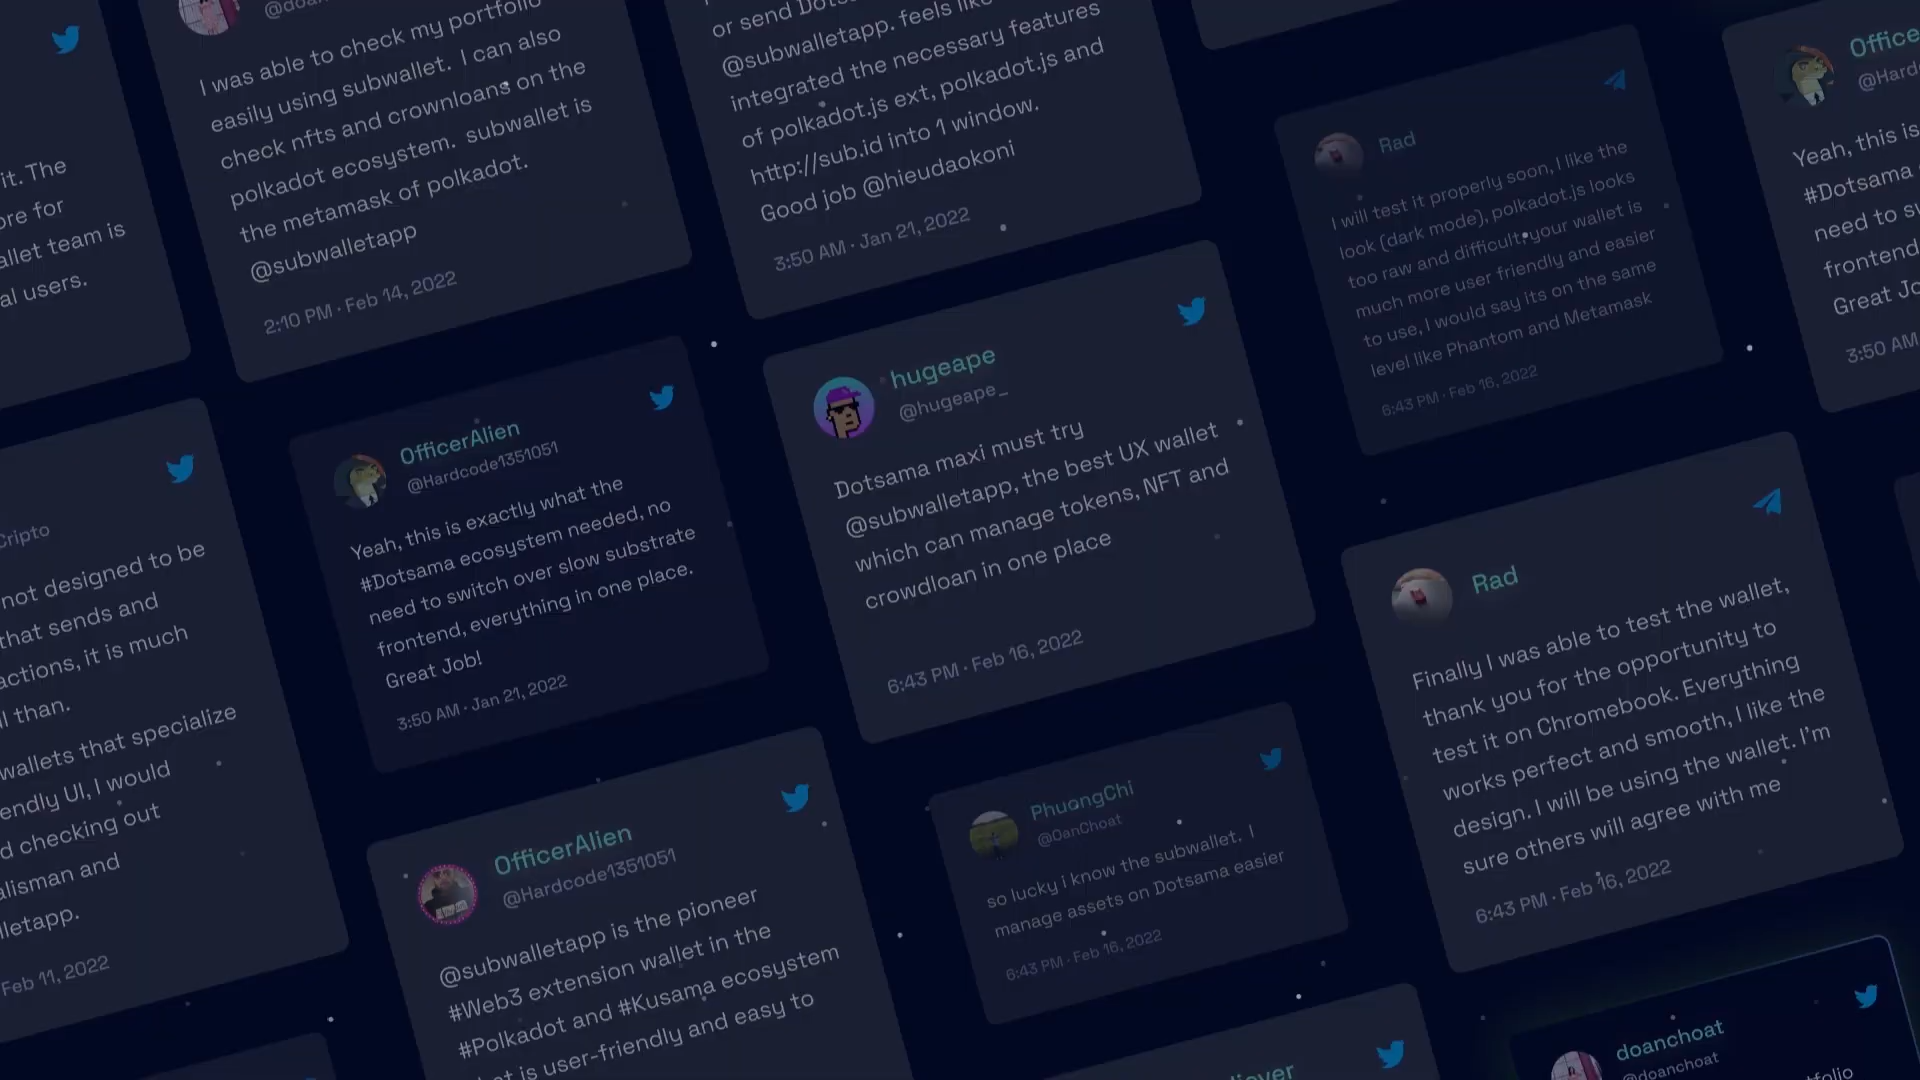 it. The
ore for
allet team is
al users.
Cripto
not designed to be
that sends and
actions, it is much
ll than.
wallets that specialize
endly UI, I would
d checking out
alisman and
lletapp.
Feb 11, 2022
I was able to check my portfolio
easily using subwallet. I can also
check nfts and crownloans on the
polkadot ecosystem. subwallet is
the metamask of polkadot.
@subwalletapp
2:10 PM · Feb 14, 2022
OfficerAlien
@Hardcode1351051
Yeah, this is exactly what the
#Dotsama ecosystem needed, no
need to switch over slow substrate
frontend, everything in one place.
Great Job!
3:50 AM · Jan 21, 2022
OfficerAlien
@Hardcode1351051
@subwalletapp is the pioneer
#Web3 extension wallet in the
#Polkadot and #Kusama ecosystem
is user-friendly and easy to
or send
@subwalletapp. feels like
integrated the necessary features
of polkadot.js ext, polkadot.js and
http://sub.id into 1 window.
Good job @hieudaokoni
3:50 AM · Jan 21, 2022
hugeape
@hugeape_
Dotsama maxi must try
@subwalletapp, the best UX wallet
which can manage tokens, NFT and
crowdloan in one place
6:43 PM · Feb 16, 2022
PhuongChi
@OanChoat
so lucky i know the subwallet. I
manage assets on Dotsama easier
6:43 PM · Feb 16, 2022
Rad
I will test it properly soon, I like the
look (dark mode), polkadot.js looks
too raw and difficult, your wallet is
much more user friendly and easier
to use, I would say its on the same
level like Phantom and Metamask
6:43 PM · Feb 16, 2022
Rad
Finally I was able to test the wallet,
thank you for the opportunity to
test it on Chromebook. Everything
works perfect and smooth, I like the
design. I will be using the wallet. I'm
sure others will agree with me
6:43 PM · Feb 16, 2022
Office
@Hard
Yeah, this is
#Dotsama
need to s
frontend
Great Jo
3:50 AM
doanchoat
@doanchoat